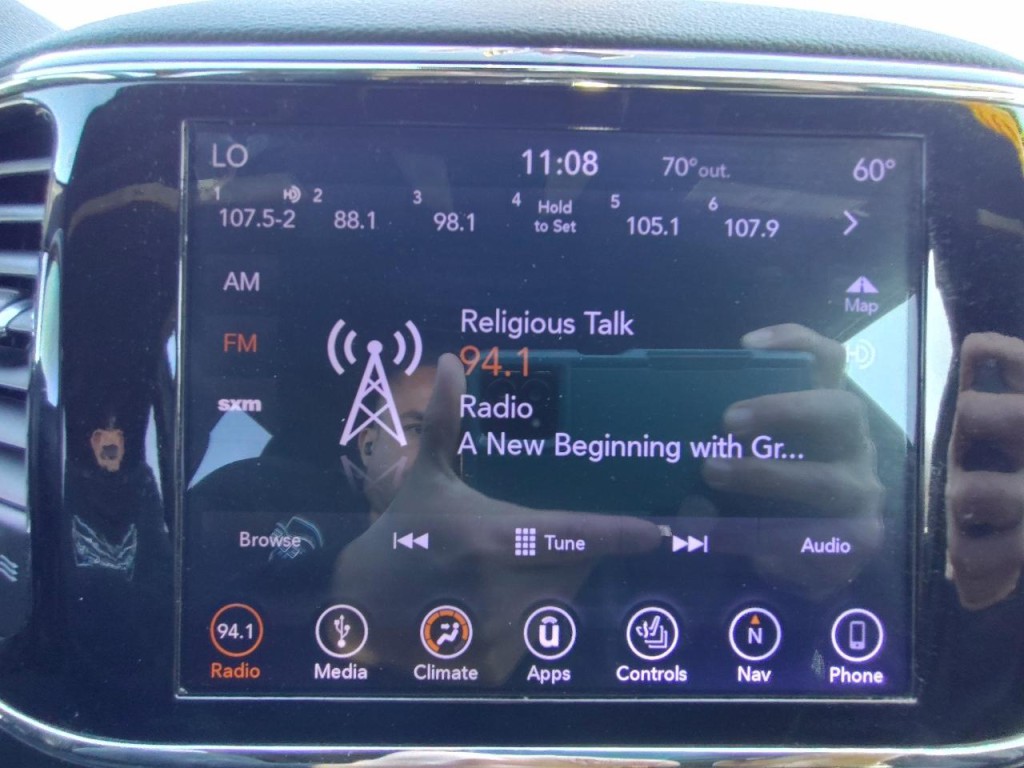 LO 11:08 70° out. 60°
1 2 3 4 5 6
107.5-2 88.1 98.1 Hold to Set 105.1 107.9
AM
Map
Religious Talk
FM
94.1
HD
sxm
Radio
A New Beginning with Gr...
Browse Tune Audio
94.1 N
Radio Media Climate Apps Controls Nav Phone